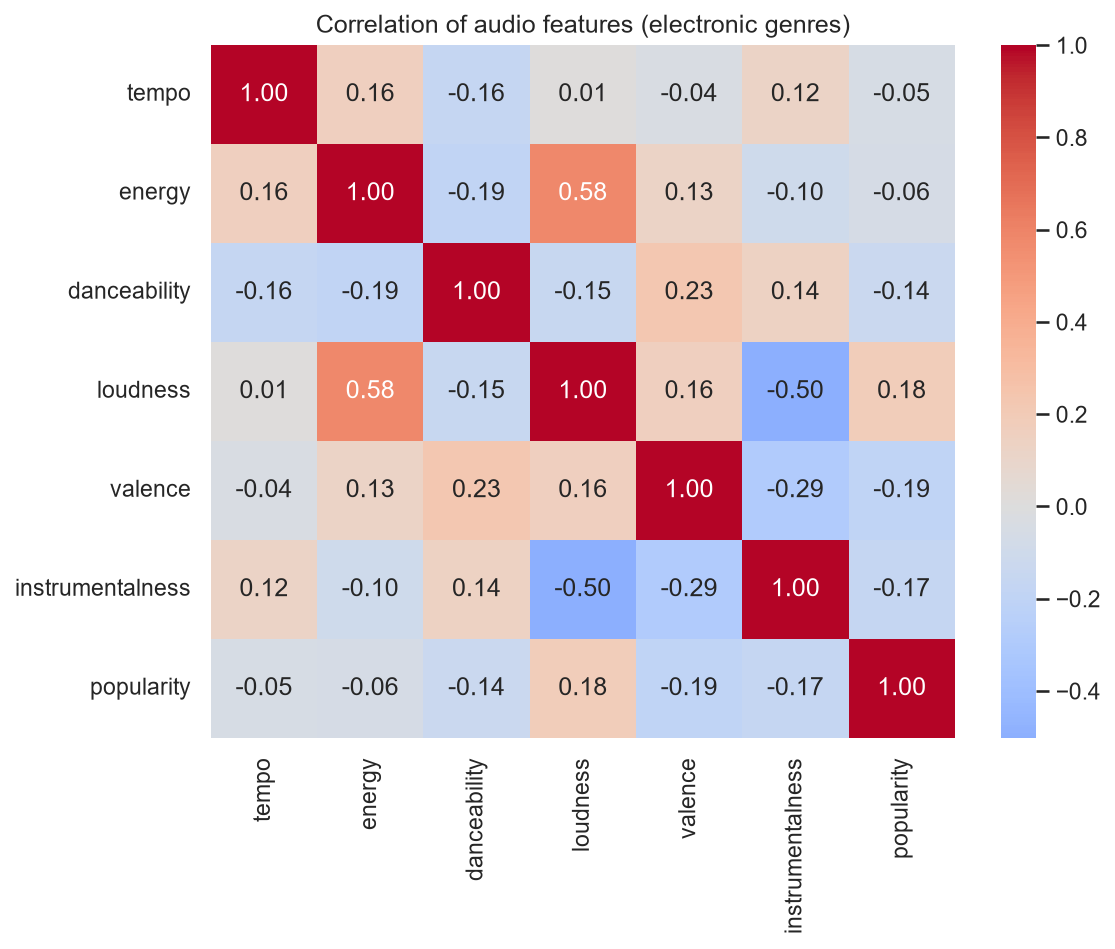 Correlation of audio features (electronic genres)
tempo 1.00 0.16 -0.16 0.01 -0.04 0.12 -0.05
energy 0.16 1.00 -0.19 0.58 0.13 -0.10 -0.06
danceability -0.16 -0.19 1.00 -0.15 0.23 0.14 -0.14
loudness 0.01 0.58 -0.15 1.00 0.16 -0.50 0.18
valence -0.04 0.13 0.23 0.16 1.00 -0.29 -0.19
instrumentalness 0.12 -0.10 0.14 -0.50 -0.29 1.00 -0.17
popularity -0.05 -0.06 -0.14 0.18 -0.19 -0.17 1.00
tempo
energy
danceability
loudness
valence
instrumentalness
popularity
1.0
0.8
0.6
0.4
0.2
0.0
−0.2
−0.4